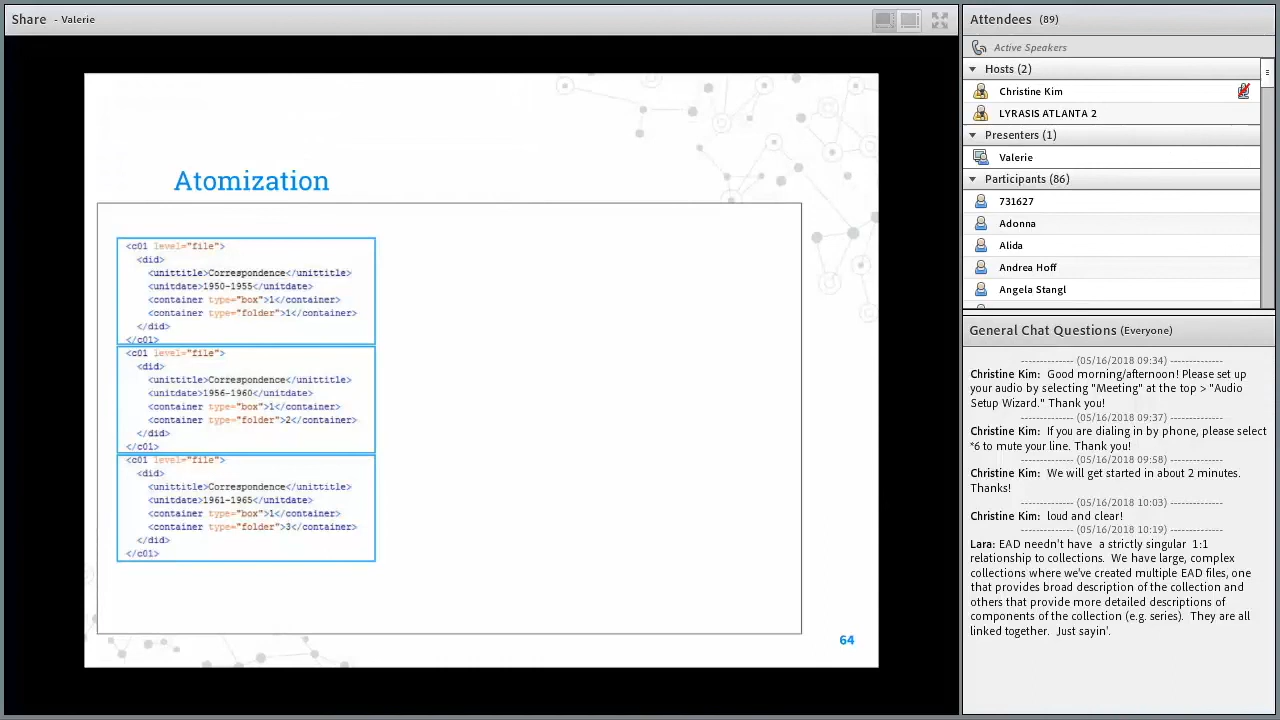 Share - Valerie
Atomization
<c01 level="file">
<did>
<unittitle>Correspondence</unittitle>
<unitdate>1950-1955</unitdate>
<container type="box">1</container>
<container type="folder">1</container>
</did>
</c01>
<c01 level="file">
<did>
<unittitle>Correspondence</unittitle>
<unitdate>1956-1960</unitdate>
<container type="box">1</container>
<container type="folder">2</container>
</did>
</c01>
<c01 level="file">
<did>
<unittitle>Correspondence</unittitle>
<unitdate>1961-1965</unitdate>
<container type="box">1</container>
<container type="folder">3</container>
</did>
</c01>
64
Attendees (89)
Active Speakers
Hosts (2)
Christine Kim
LYRASIS ATLANTA 2
Presenters (1)
Valerie
Participants (86)
731627
Adonna
Alida
Andrea Hoff
Angela Stangl
General Chat Questions (Everyone)
------------ (05/16/2018 09:34) -------------
Christine Kim: Good morning/afternoon! Please set up
your audio by selecting "Meeting" at the top > "Audio
Setup Wizard." Thank you!
------------ (05/16/2018 09:37) -------------
Christine Kim: If you are dialing in by phone, please select
*6 to mute your line. Thank you!
------------ (05/16/2018 09:58) -------------
Christine Kim: We will get started in about 2 minutes.
Thanks!
------------ (05/16/2018 10:03) -------------
Christine Kim: loud and clear!
------------ (05/16/2018 10:19) -------------
Lara: EAD needn't have a strictly singular 1:1
relationship to collections. We have large, complex
collections where we've created multiple EAD files, one
that provides broad description of the collection and
others that provide more detailed descriptions of
components of the collection (e.g. series). They are all
linked together. Just sayin'.